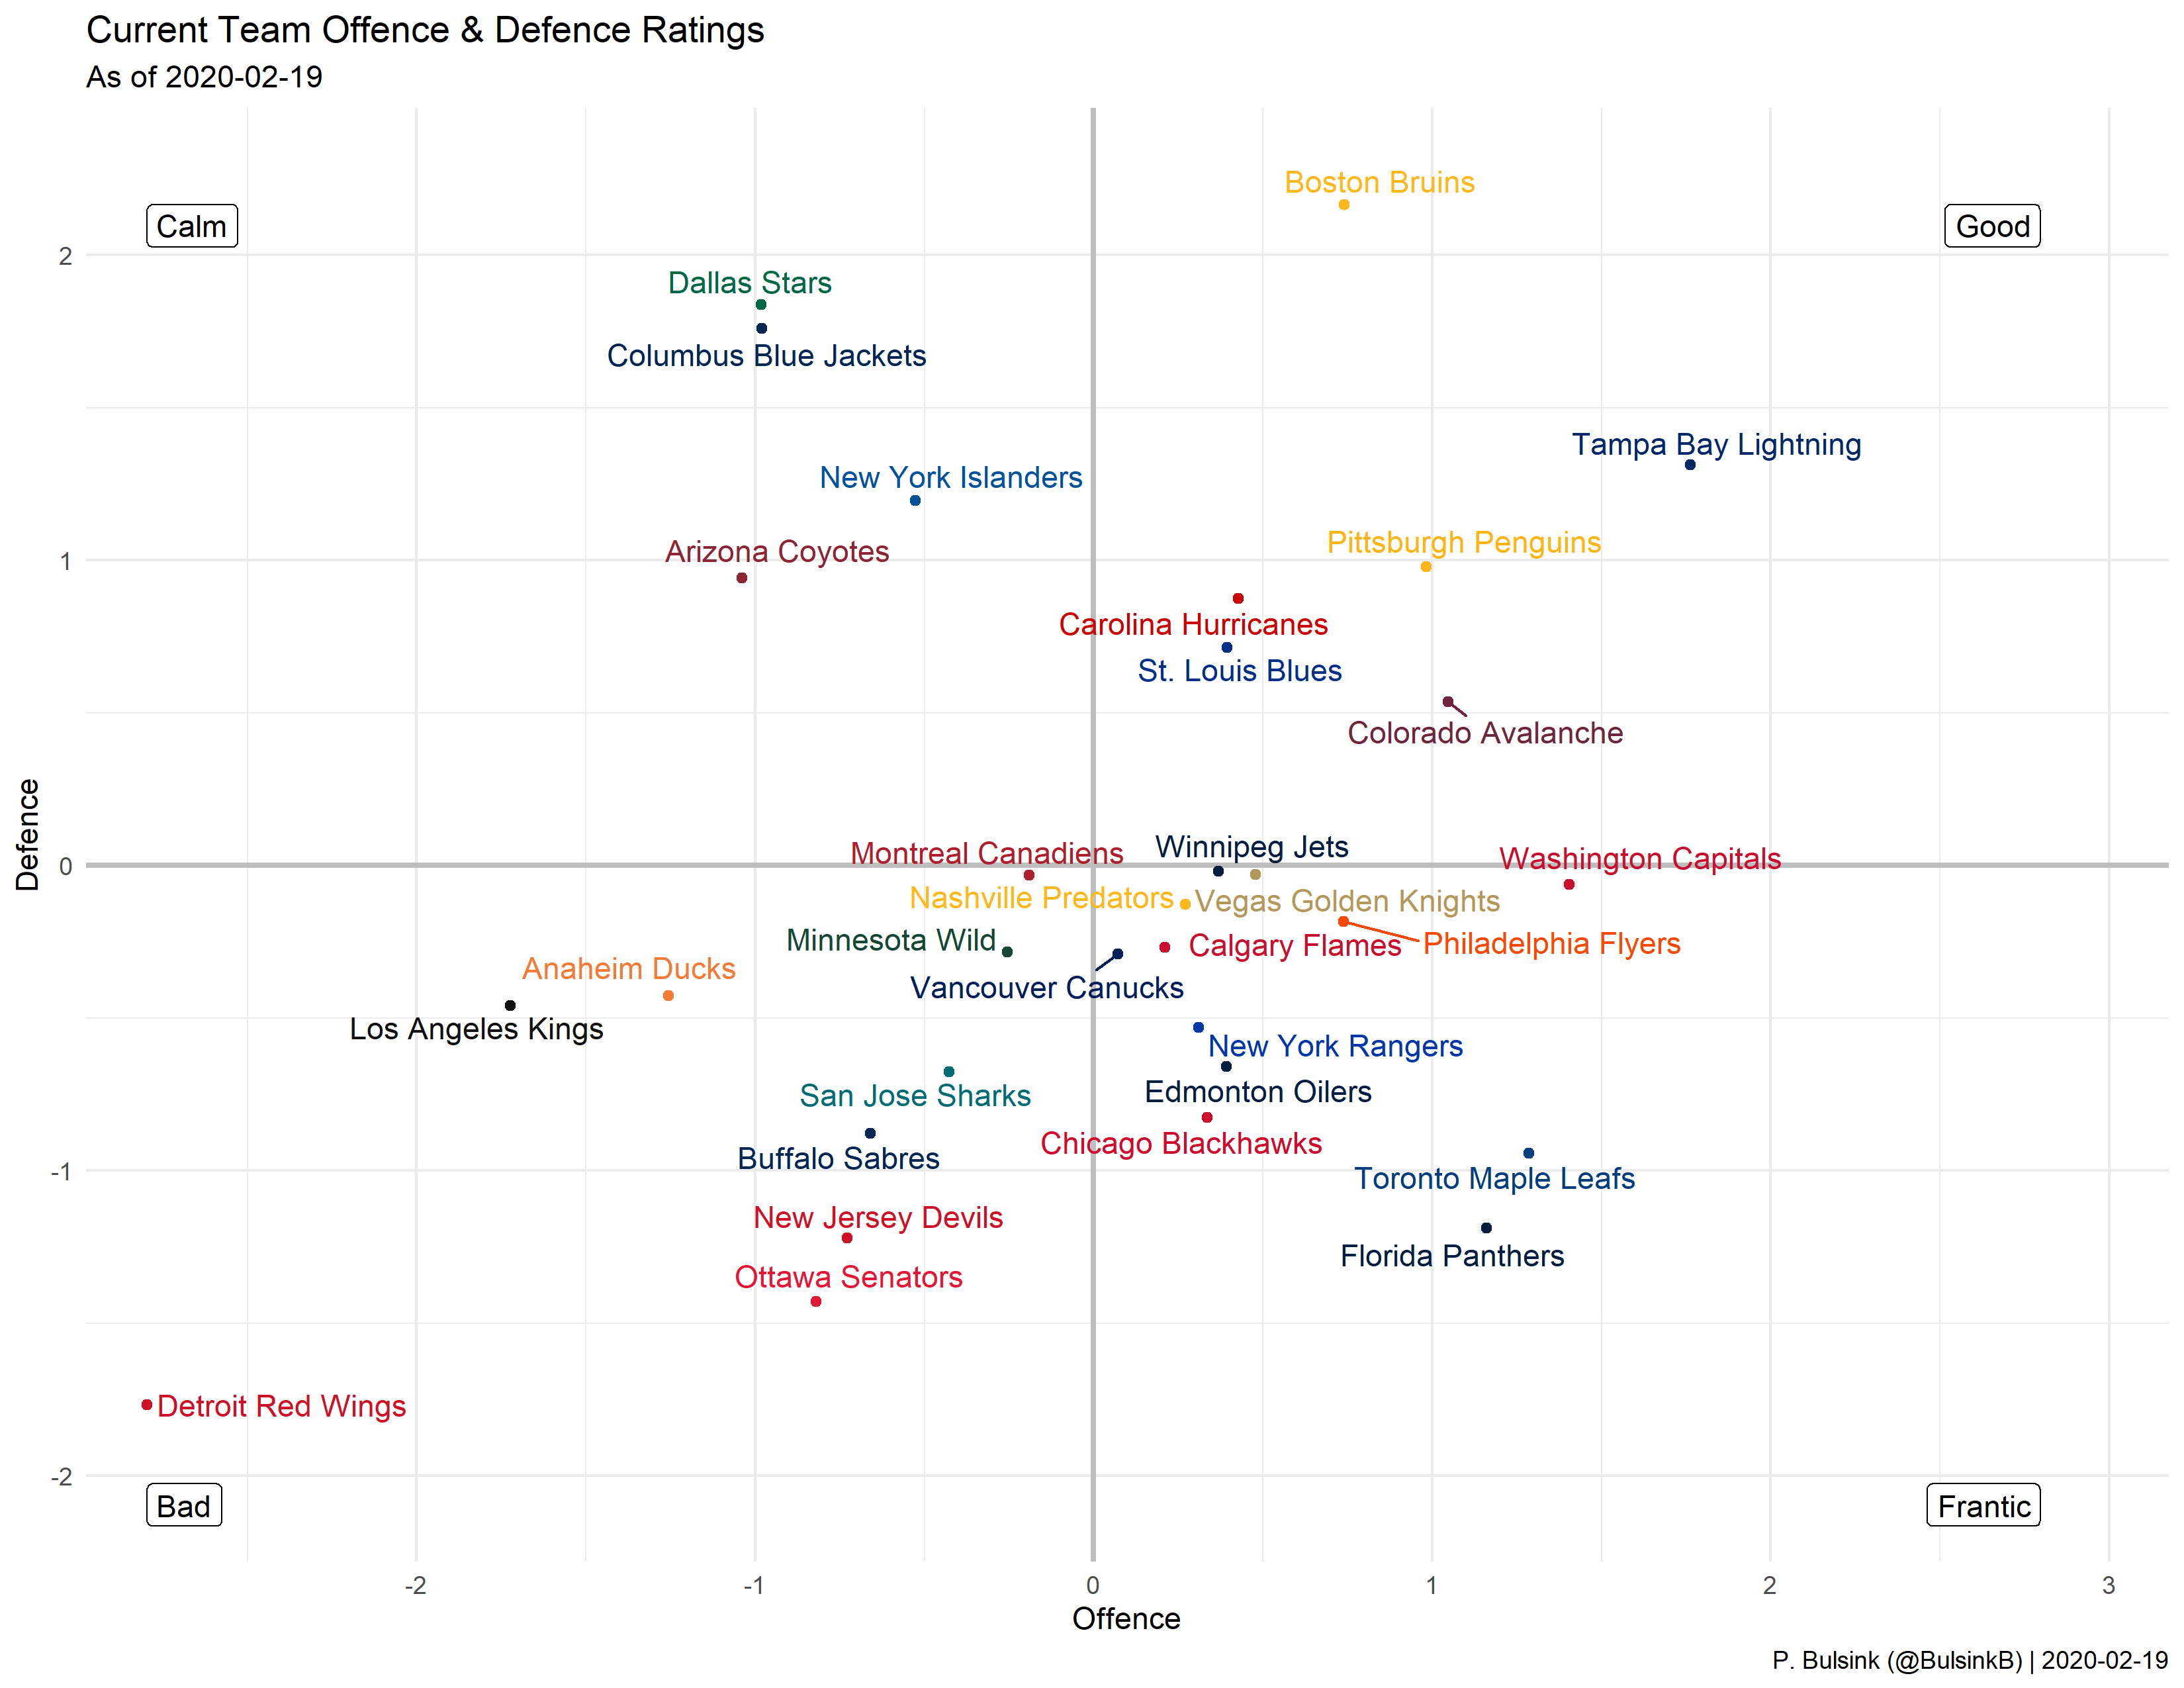 Current Team Offence & Defence Ratings
As of 2020-02-19
Boston Bruins
Calm
Good
2
Dallas Stars
Columbus Blue Jackets
Tampa Bay Lightning
New York Islanders
Pittsburgh Penguins
Arizona Coyotes
1
Carolina Hurricanes
St. Louis Blues
Colorado Avalanche
Defence
Winnipeg Jets
Montreal Canadiens
Washington Capitals
0
Nashville Predators
Vegas Golden Knights
Minnesota Wild
Calgary Flames
Philadelphia Flyers
Anaheim Ducks
Vancouver Canucks
Los Angeles Kings
New York Rangers
San Jose Sharks
Edmonton Oilers
Chicago Blackhawks
Buffalo Sabres
-1
Toronto Maple Leafs
New Jersey Devils
Florida Panthers
Ottawa Senators
Detroit Red Wings
-2
Bad
Frantic
-2
-1
0
1
2
3
Offence
P. Bulsink (@BulsinkB) | 2020-02-19